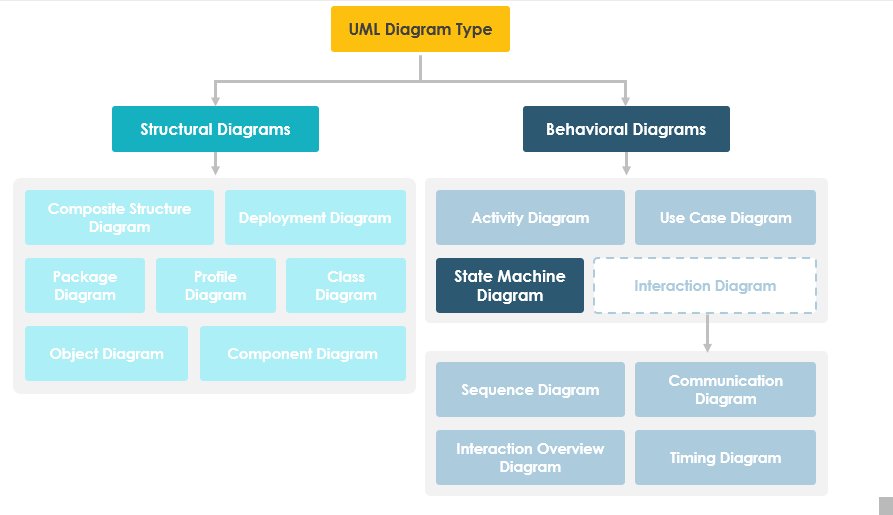 UML Diagram Type
Structural Diagrams
Behavioral Diagrams
Composite Structure
Diagram
Deployment Diagram
Package
Diagram
Profile
Diagram
Class
Diagram
Object Diagram
Component Diagram
Activity Diagram
Use Case Diagram
State Machine
Diagram
Interaction Diagram
Sequence Diagram
Communication
Diagram
Interaction Overview
Diagram
Timing Diagram